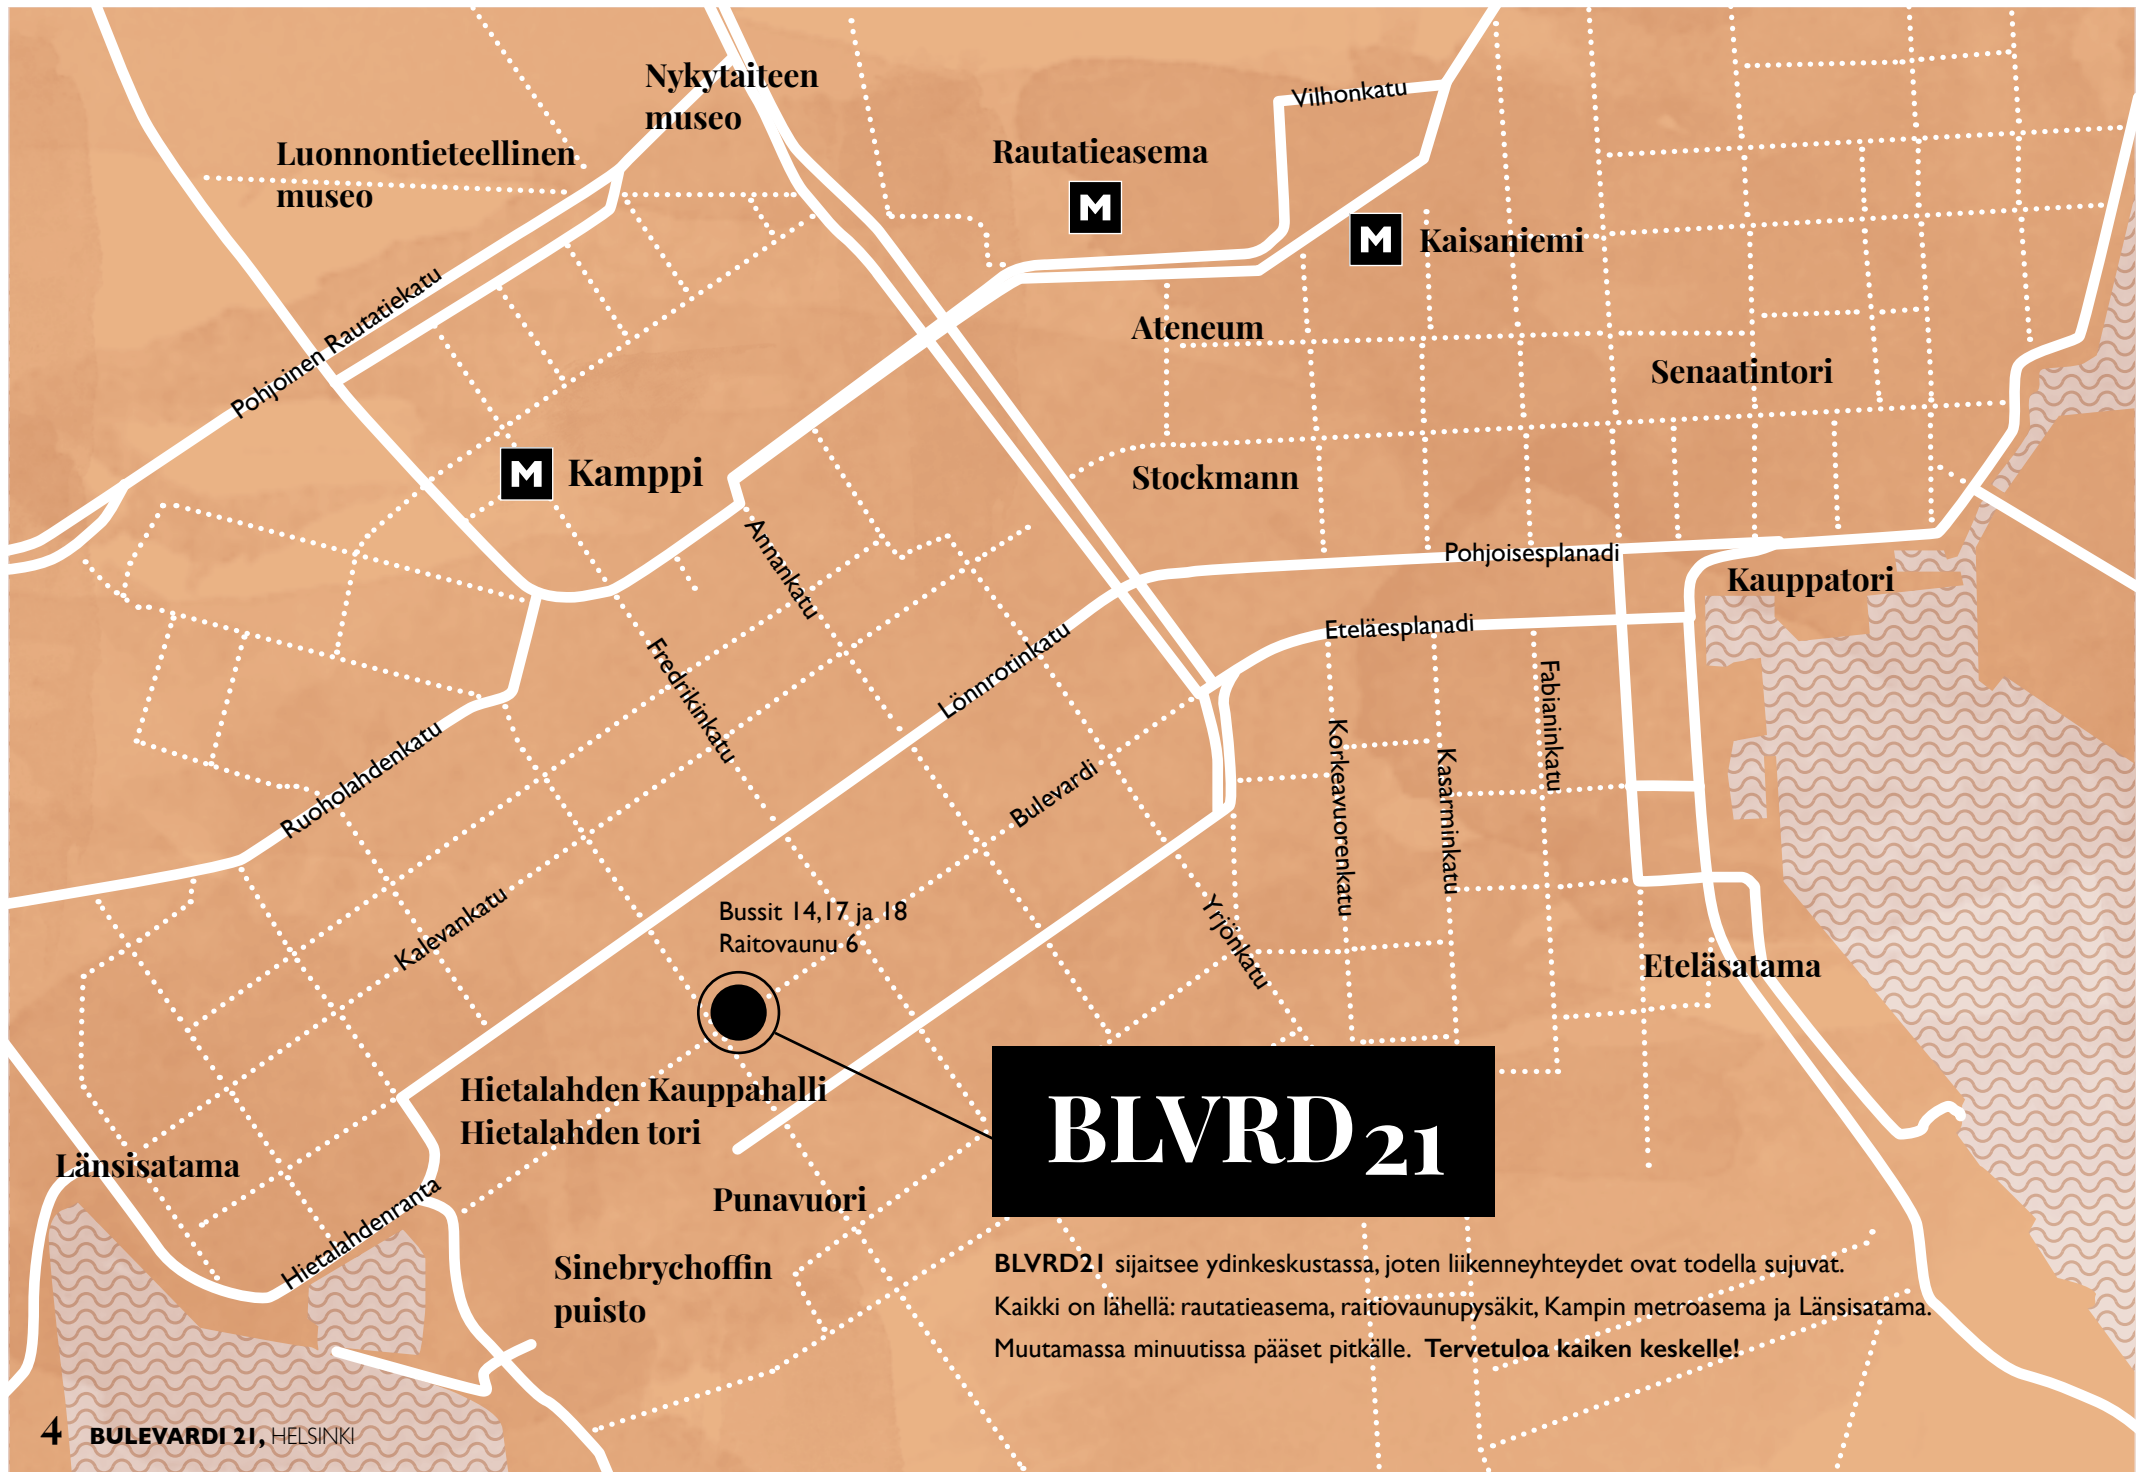 Nykytaiteen
museo
Luonnontieteellinen
museo
Vilhonkatu
Rautatieasema
M
M Kaisaniemi
Pohjoinen Rautatiekatu
Ateneum
Senaatintori
M Kamppi
Stockmann
Annankatu
Pohjoisesplanadi
Kauppatori
Eteläesplanadi
Fredrikinkatu
Lönnrotinkatu
Fabianinkatu
Korkeavuorenkatu
Kasarminkatu
Ruoholahdenkatu
Bulevardi
Kalevankatu
Bussit 14,17 ja 18
Raitovaunu 6
Yrjönkatu
Eteläsatama
Hietalahden Kauppahalli
Hietalahden tori
BLVRD21
Länsisatama
Hietalahdenranta
Punavuori
Sinebrychoffin
puisto
BLVRD21 sijaitsee ydinkeskustassa, joten liikenneyhteydet ovat todella sujuvat.
Kaikki on lähellä: rautatieasema, raitiovaunupysäkit, Kampin metroasema ja Länsisatama.
Muutamassa minuutissa pääset pitkälle. Tervetuloa kaiken keskelle!
4 BULEVARDI 21, HELSINKI